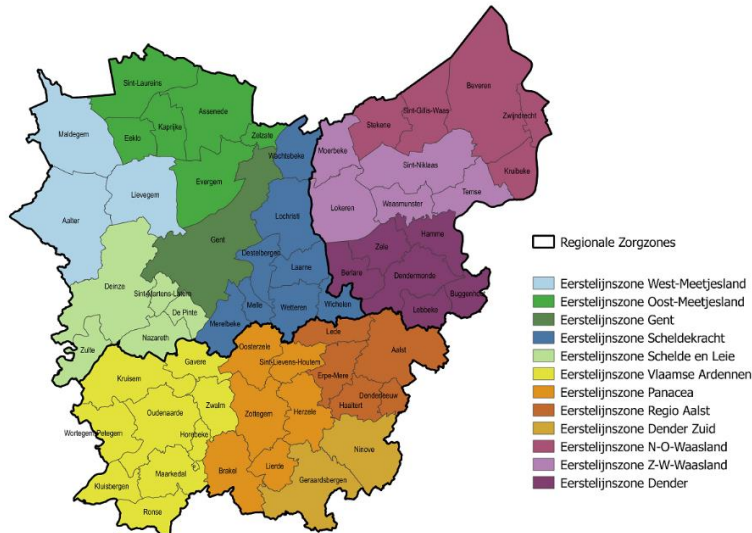 Sint-Laureins
Beveren
Assenede
Maldegem
Kaprijke
Sint-Gillis-Waas
Zwijndrecht
Eeklo
Zelzate
Stekene
Wachtebeke
Moerbeke
Sint-Niklaas
Kruibeke
Evergem
Lievegem
Temse
Lokeren
Waasmunster
Aalter
Lochristi
Gent
Hamme
Zele
Destelbergen
Deinze
Laarne
Berlare
Dendermonde
Sint-Martens-Latem
Buggenhout
De Pinte
Melle
Wetteren
Wichelen
Lebbeke
Merelbeke
Nazareth
Lede
Zulte
Oosterzele
Aalst
Gavere
Sint-Lievens-Houtem
Erpe-Mere
Kruisem
Denderleeuw
Zwalm
Haaltert
Oudenaarde
Zottegem
Herzele
Wortegem-Petegem
Horebeke
Ninove
Maarkedal
Brakel
Lierde
Kluisbergen
Geraardsbergen
Ronse
Regionale Zorgzones
Eerstelijnszone West-Meetjesland
Eerstelijnszone Oost-Meetjesland
Eerstelijnszone Gent
Eerstelijnszone Scheldekracht
Eerstelijnszone Schelde en Leie
Eerstelijnszone Vlaamse Ardennen
Eerstelijnszone Panacea
Eerstelijnszone Regio Aalst
Eerstelijnszone Dender Zuid
Eerstelijnszone N-O-Waasland
Eerstelijnszone Z-W-Waasland
Eerstelijnszone Dender